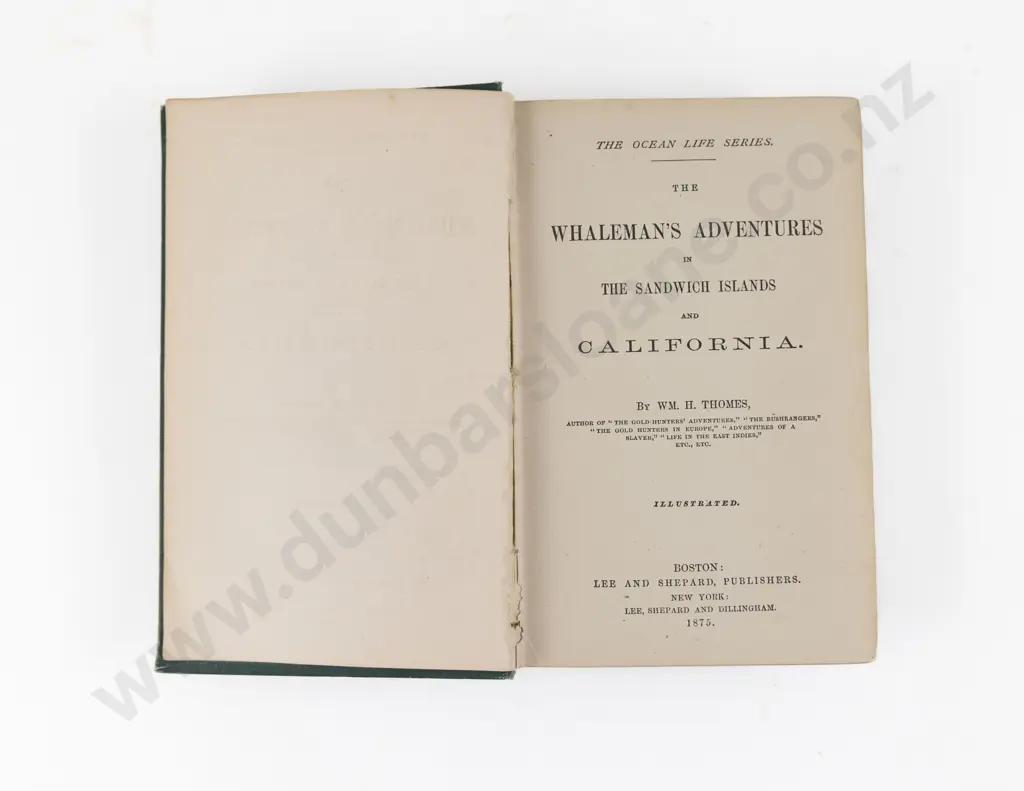 THE OCEAN LIFE SERIES.
THE
WHALEMAN'S ADVENTURES
IN
THE SANDWICH ISLANDS
AND
CALIFORNIA.
BY WM. H. THOMES,
AUTHOR OF "THE GOLD HUNTERS' ADVENTURES," "THE BUSHRANGERS,"
"THE GOLD HUNTERS IN EUROPE," "ADVENTURES OF A
SLAVER," "LIFE IN THE EAST INDIES,"
ETC., ETC.
ILLUSTRATED.
BOSTON:
LEE AND SHEPARD, PUBLISHERS.
NEW YORK:
LEE, SHEPARD AND DILLINGHAM.
1875.
www.dunbarsloane.co.nz